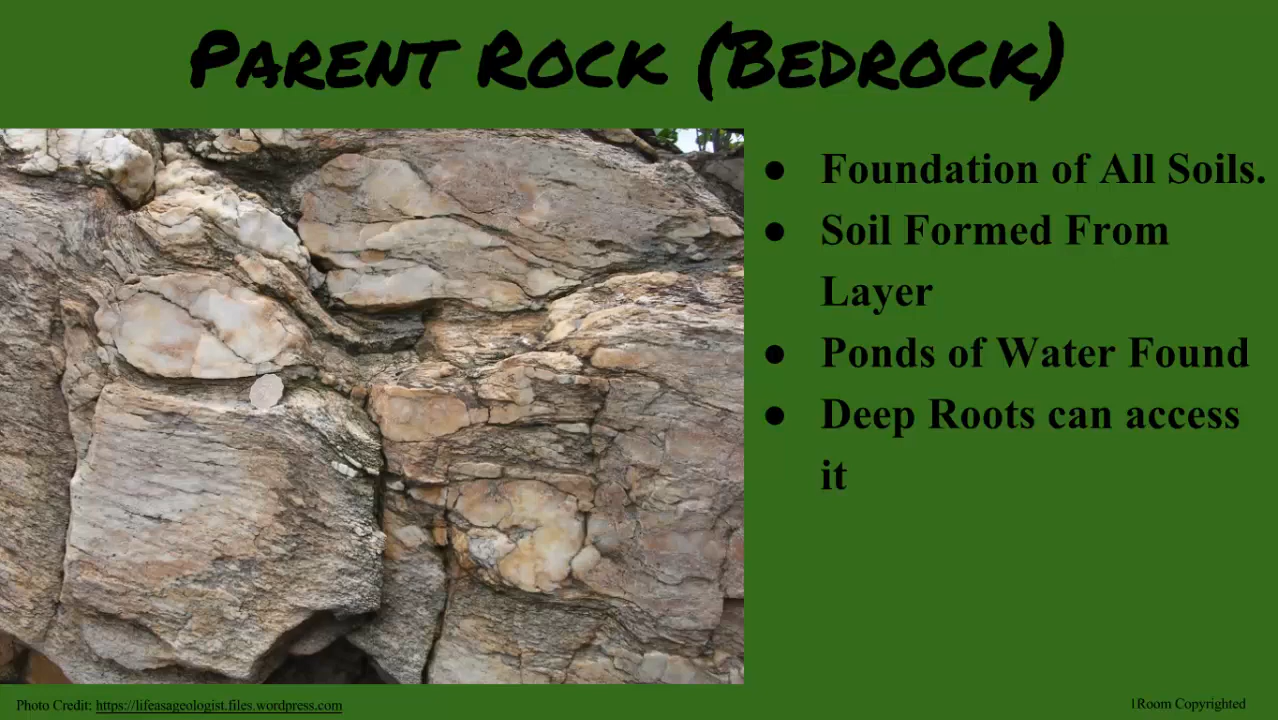 Parent Rock (Bedrock)
● Foundation of All Soils.
● Soil Formed From
Layer
● Ponds of Water Found
● Deep Roots can access
it
Photo Credit: https://lifeasageologist.files.wordpress.com
1Room Copyrighted